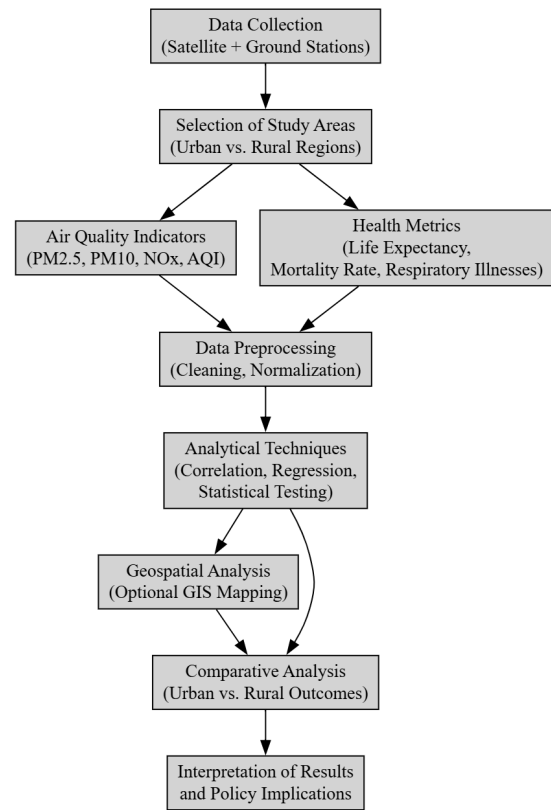 Data Collection
(Satellite + Ground Stations)
Selection of Study Areas
(Urban vs. Rural Regions)
Air Quality Indicators
(PM2.5, PM10, NOx, AQI)
Health Metrics
(Life Expectancy,
Mortality Rate, Respiratory Illnesses)
Data Preprocessing
(Cleaning, Normalization)
Analytical Techniques
(Correlation, Regression,
Statistical Testing)
Geospatial Analysis
(Optional GIS Mapping)
Comparative Analysis
(Urban vs. Rural Outcomes)
Interpretation of Results
and Policy Implications